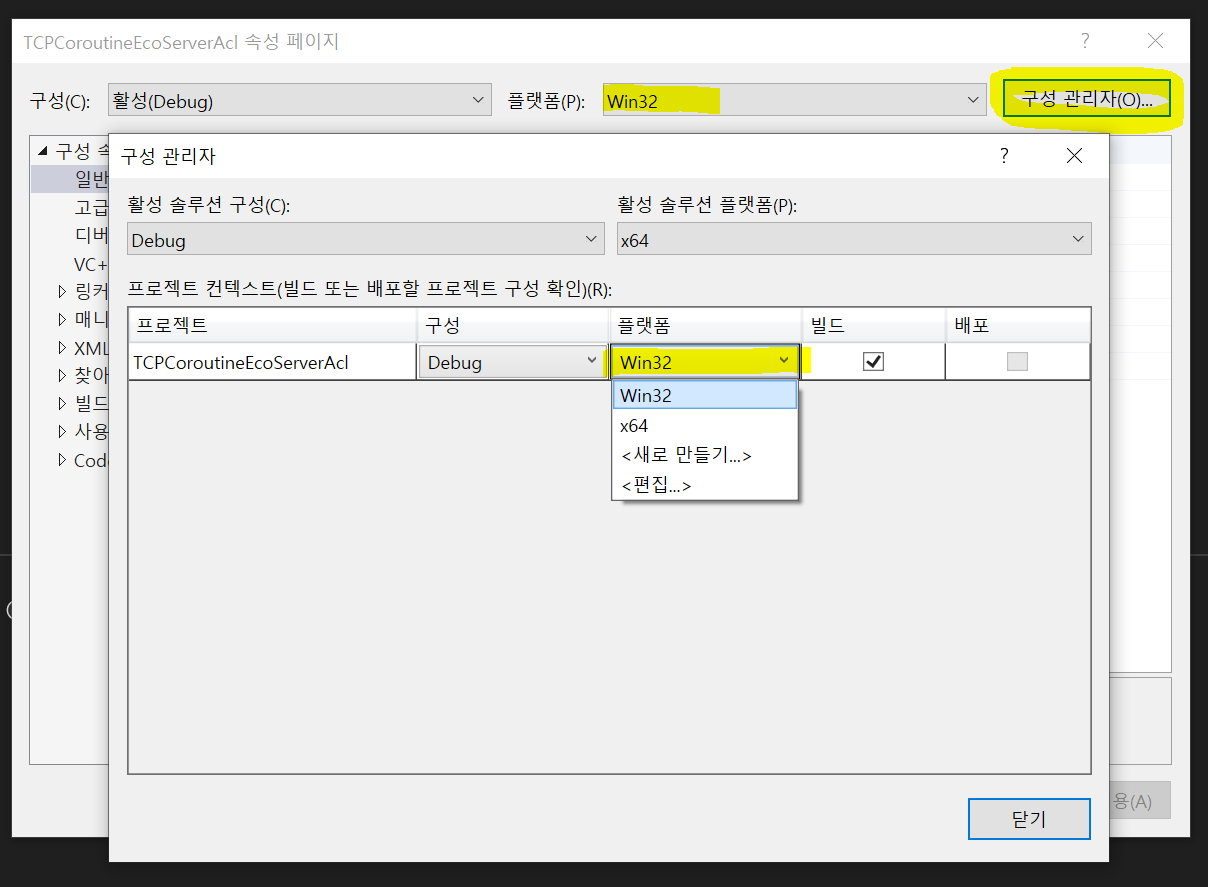 TCPCoroutineEcoServerAcl 속성 페이지
?
구성(C): 활성(Debug) 플랫폼(P): Win32 구성 관리자(O)...
구성 속
일반
고급
디버
VC+
링커
매니
XML
찾아
빌드
사용
Code
구성 관리자
?
활성 솔루션 구성(C): 활성 솔루션 플랫폼(P):
Debug x64
프로젝트 컨텍스트(빌드 또는 배포할 프로젝트 구성 확인)(R):
프로젝트 구성 플랫폼 빌드 배포
TCPCoroutineEcoServerAcl Debug Win32
Win32
x64
<새로 만들기...>
<편집...>
닫기
용(A)